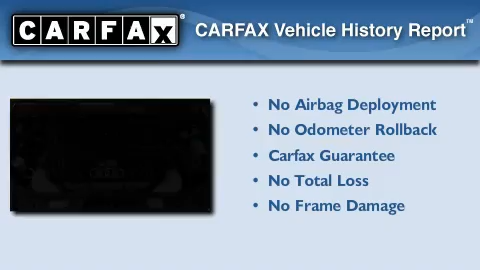 CARFAX® CARFAX Vehicle History Report™
• No Airbag Deployment
• No Odometer Rollback
• Carfax Guarantee
• No Total Loss
• No Frame Damage